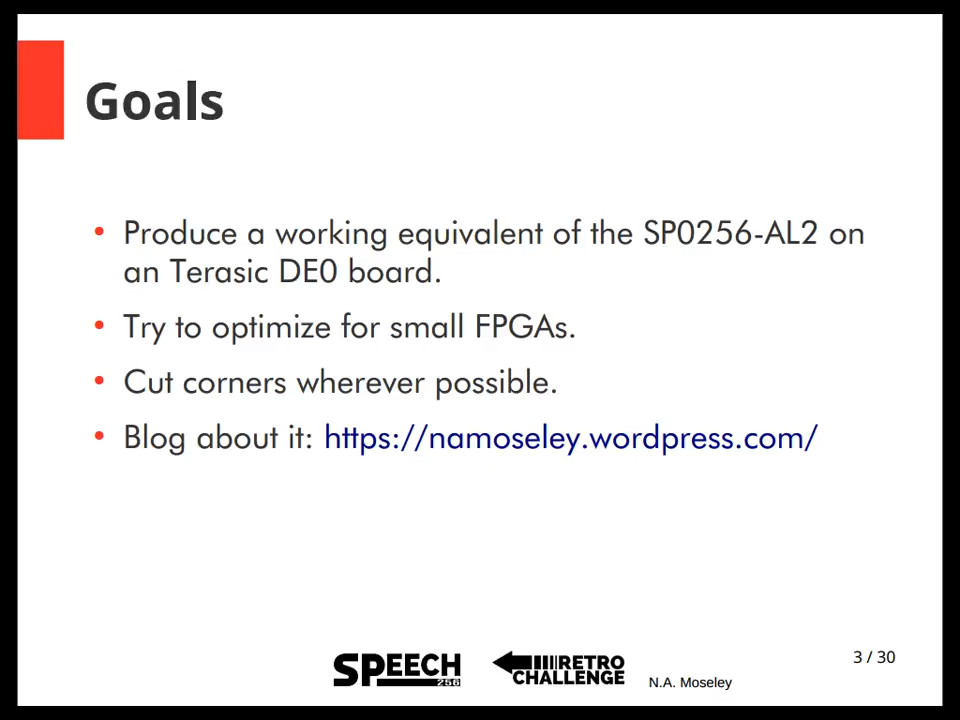 Goals
• Produce a working equivalent of the SP0256-AL2 on
an Terasic DE0 board.
• Try to optimize for small FPGAs.
• Cut corners wherever possible.
• Blog about it: https://namoseley.wordpress.com/
3 / 30
SPEECH
256
RETRO
CHALLENGE
N.A. Moseley